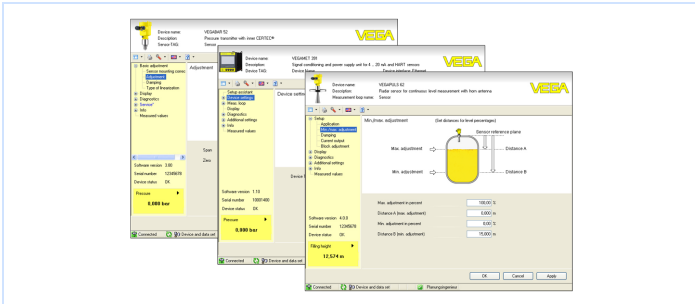 Device name VEGABAR 52
Description Pressure transmitter with inner CERTEC®
Sensor-TAG Sensor
VEGA
Basic adjustment
Sensor mounting correc
Adjustment
Damping
Type of linearization
Display
Diagnostics
Service
Info
Measured values
Adjustment
Span
Zero
Software version 3.80
Serial number 12345678
Device status OK
Pressure
0,000 bar
Connected Device and data set
Device name VEGAMET 391
Description Signal conditioning and power supply unit for 4 ... 20 mA and HART sensors
Device TAG Device Name Device interface Ethernet
VEGA
Setup assistant
Device settings
Meas. loop
Display
Diagnostics
Additional settings
Info
Measured values
Device settin
Device
Software version 1.10
Serial number 10001400
Device status OK
Pressure
0,000 bar
Connected Device and data set
Device name VEGAPULS 62
Description Radar sensor for continuous level measurement with horn antenna
Measurement loop name Sensor
VEGA
Setup
Application
Min./max. adjustment
Damping
Current output
Block adjustment
Display
Diagnostics
Additional settings
Info
Measured values
Min./max. adjustment (Set distances for level percentages)
Sensor reference plane
Max. adjustment Distance A
Min. adjustment Distance B
Max. adjustment in percent 100,00 %
Distance A (max. adjustment) 0,000 m
Min. adjustment in percent 0,00 %
Distance B (min. adjustment) 15,000 m
Software version 4.0.0
Serial number 12345678
Device status OK
Filling height
12,574 m
OK Cancel Apply
Connected Device and data set Planungsingenieur